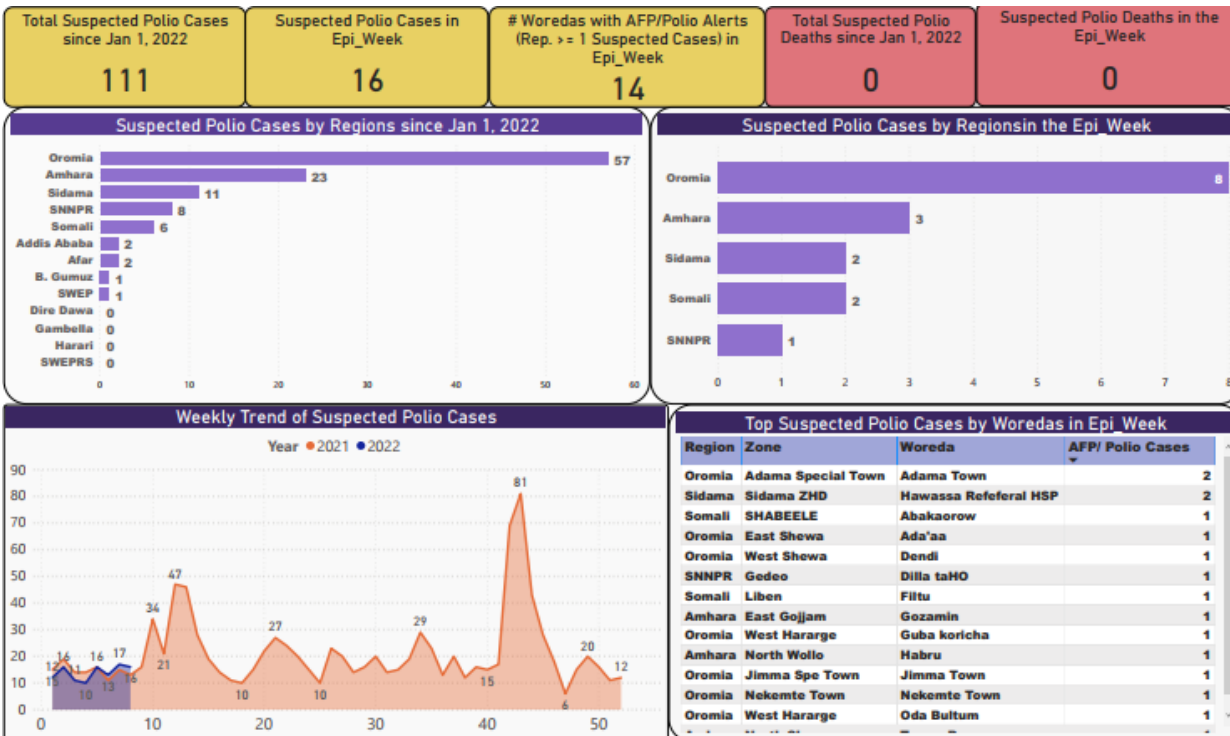 Total Suspected Polio Cases
since Jan 1, 2022
111
Suspected Polio Cases in
Epi_Week
16
# Woredas with AFP/Polio Alerts
(Rep. >= 1 Suspected Cases) in
Epi_Week
14
Total Suspected Polio
Deaths since Jan 1, 2022
0
Suspected Polio Deaths in the
Epi_Week
0
Suspected Polio Cases by Regions since Jan 1, 2022
Oromia 57
Amhara 23
Sidama 11
SNNPR 8
Somali 6
Addis Ababa 2
Afar 2
B. Gumuz 1
SWEP 1
Dire Dawa 0
Gambella 0
Harari 0
SWEPRS 0
0 10 20 30 40 50 60
Suspected Polio Cases by Regionsin the Epi_Week
Oromia 8
Amhara 3
Sidama 2
Somali 2
SNNPR 1
0 1 2 3 4 5 6 7 8
Weekly Trend of Suspected Polio Cases
Year 2021 2022
90
80
70
60
50
40
30
20
10
0
12 16 11 10 16 13 17 16
15 34 21 47 10 27 10 29 15 81 6 20 12
0 10 20 30 40 50
Top Suspected Polio Cases by Woredas in Epi_Week
Region Zone Woreda AFP/ Polio Cases
Oromia Adama Special Town Adama Town 2
Sidama Sidama ZHD Hawassa Refeferal HSP 2
Somali SHABEELE Abakaorow 1
Oromia East Shewa Ada'aa 1
Oromia West Shewa Dendi 1
SNNPR Gedeo Dilla taHO 1
Somali Liben Filtu 1
Amhara East Gojjam Gozamin 1
Oromia West Hararge Guba koricha 1
Amhara North Wollo Habru 1
Oromia Jimma Spe Town Jimma Town 1
Oromia Nekemte Town Nekemte Town 1
Oromia West Hararge Oda Bultum 1